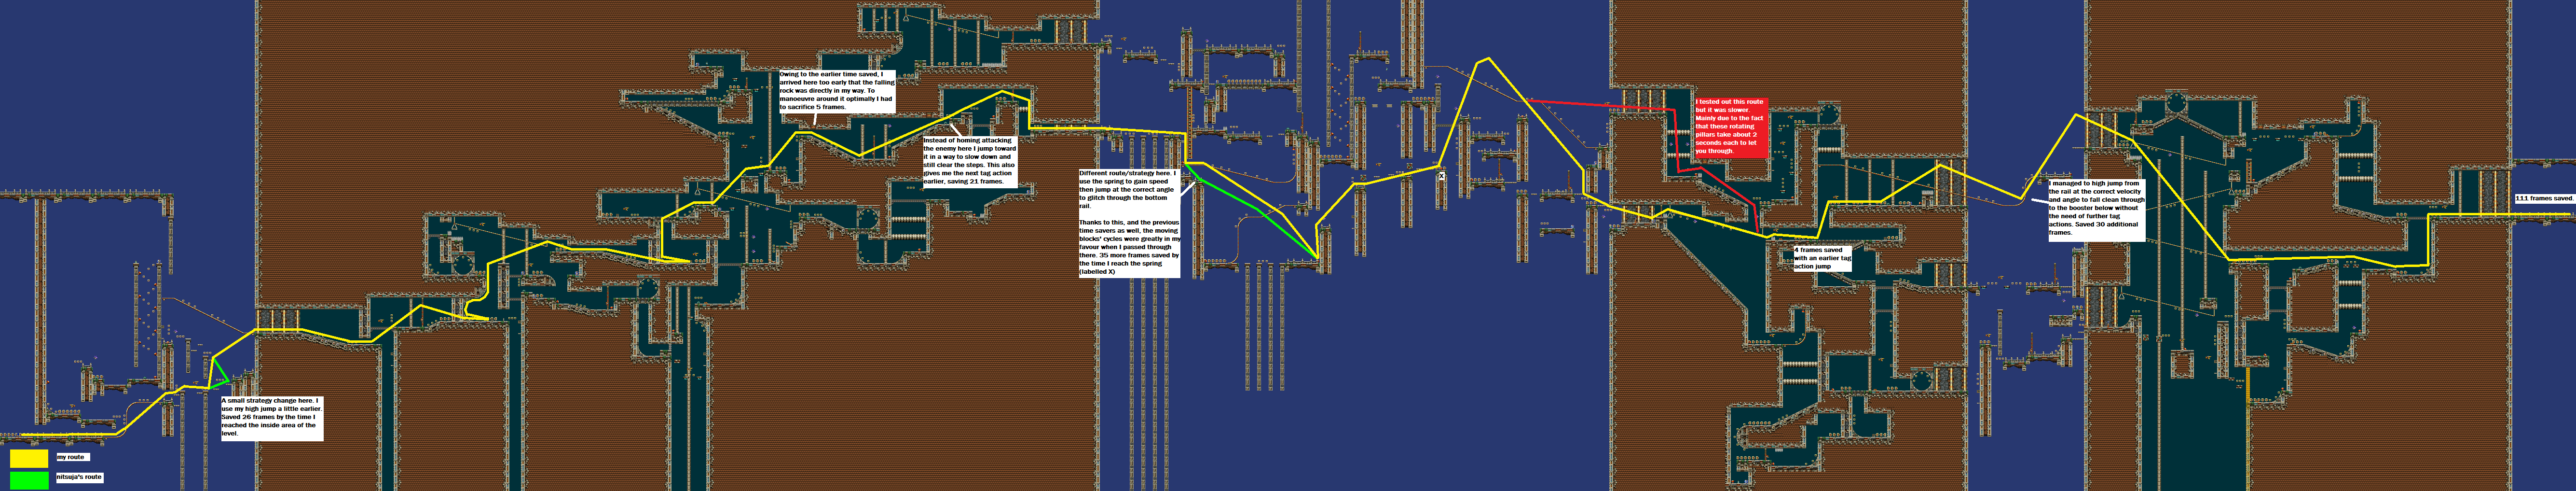 Owing to the earlier time saved, I
arrived here too early that the falling
rock was directly in my way. To
manoeuvre around it optimally I had
to sacrifice 5 frames.
Instead of homing attacking
the enemy here I jump toward
it in a way to slow down and
still clear the steps. This also
gives me the next tag action
earlier, saving 21 frames.
Different route/strategy here. I
use the spring to gain speed
then jump at the correct angle
to glitch through the bottom
rail.
Thanks to this, and the previous
time savers as well, the moving
blocks' cycles were greatly in my
favour when I passed through
there. 35 more frames saved by
the time I reach the spring
(labelled X)
X
I tested out this route
but it was slower.
Mainly due to the fact
that these rotating
pillars take about 2
seconds each to let
you through.
4 frames saved
with an earlier tag
action jump
I managed to high jump from
the rail at the correct velocity
and angle to fall clean through
to the booster below without
the need of further tag
actions. Saved 30 additional
frames.
111 frames saved.
A small strategy change here. I
use my high jump a little earlier.
Saved 26 frames by the time I
reached the inside area of the
level.
my route
nitsuja's route